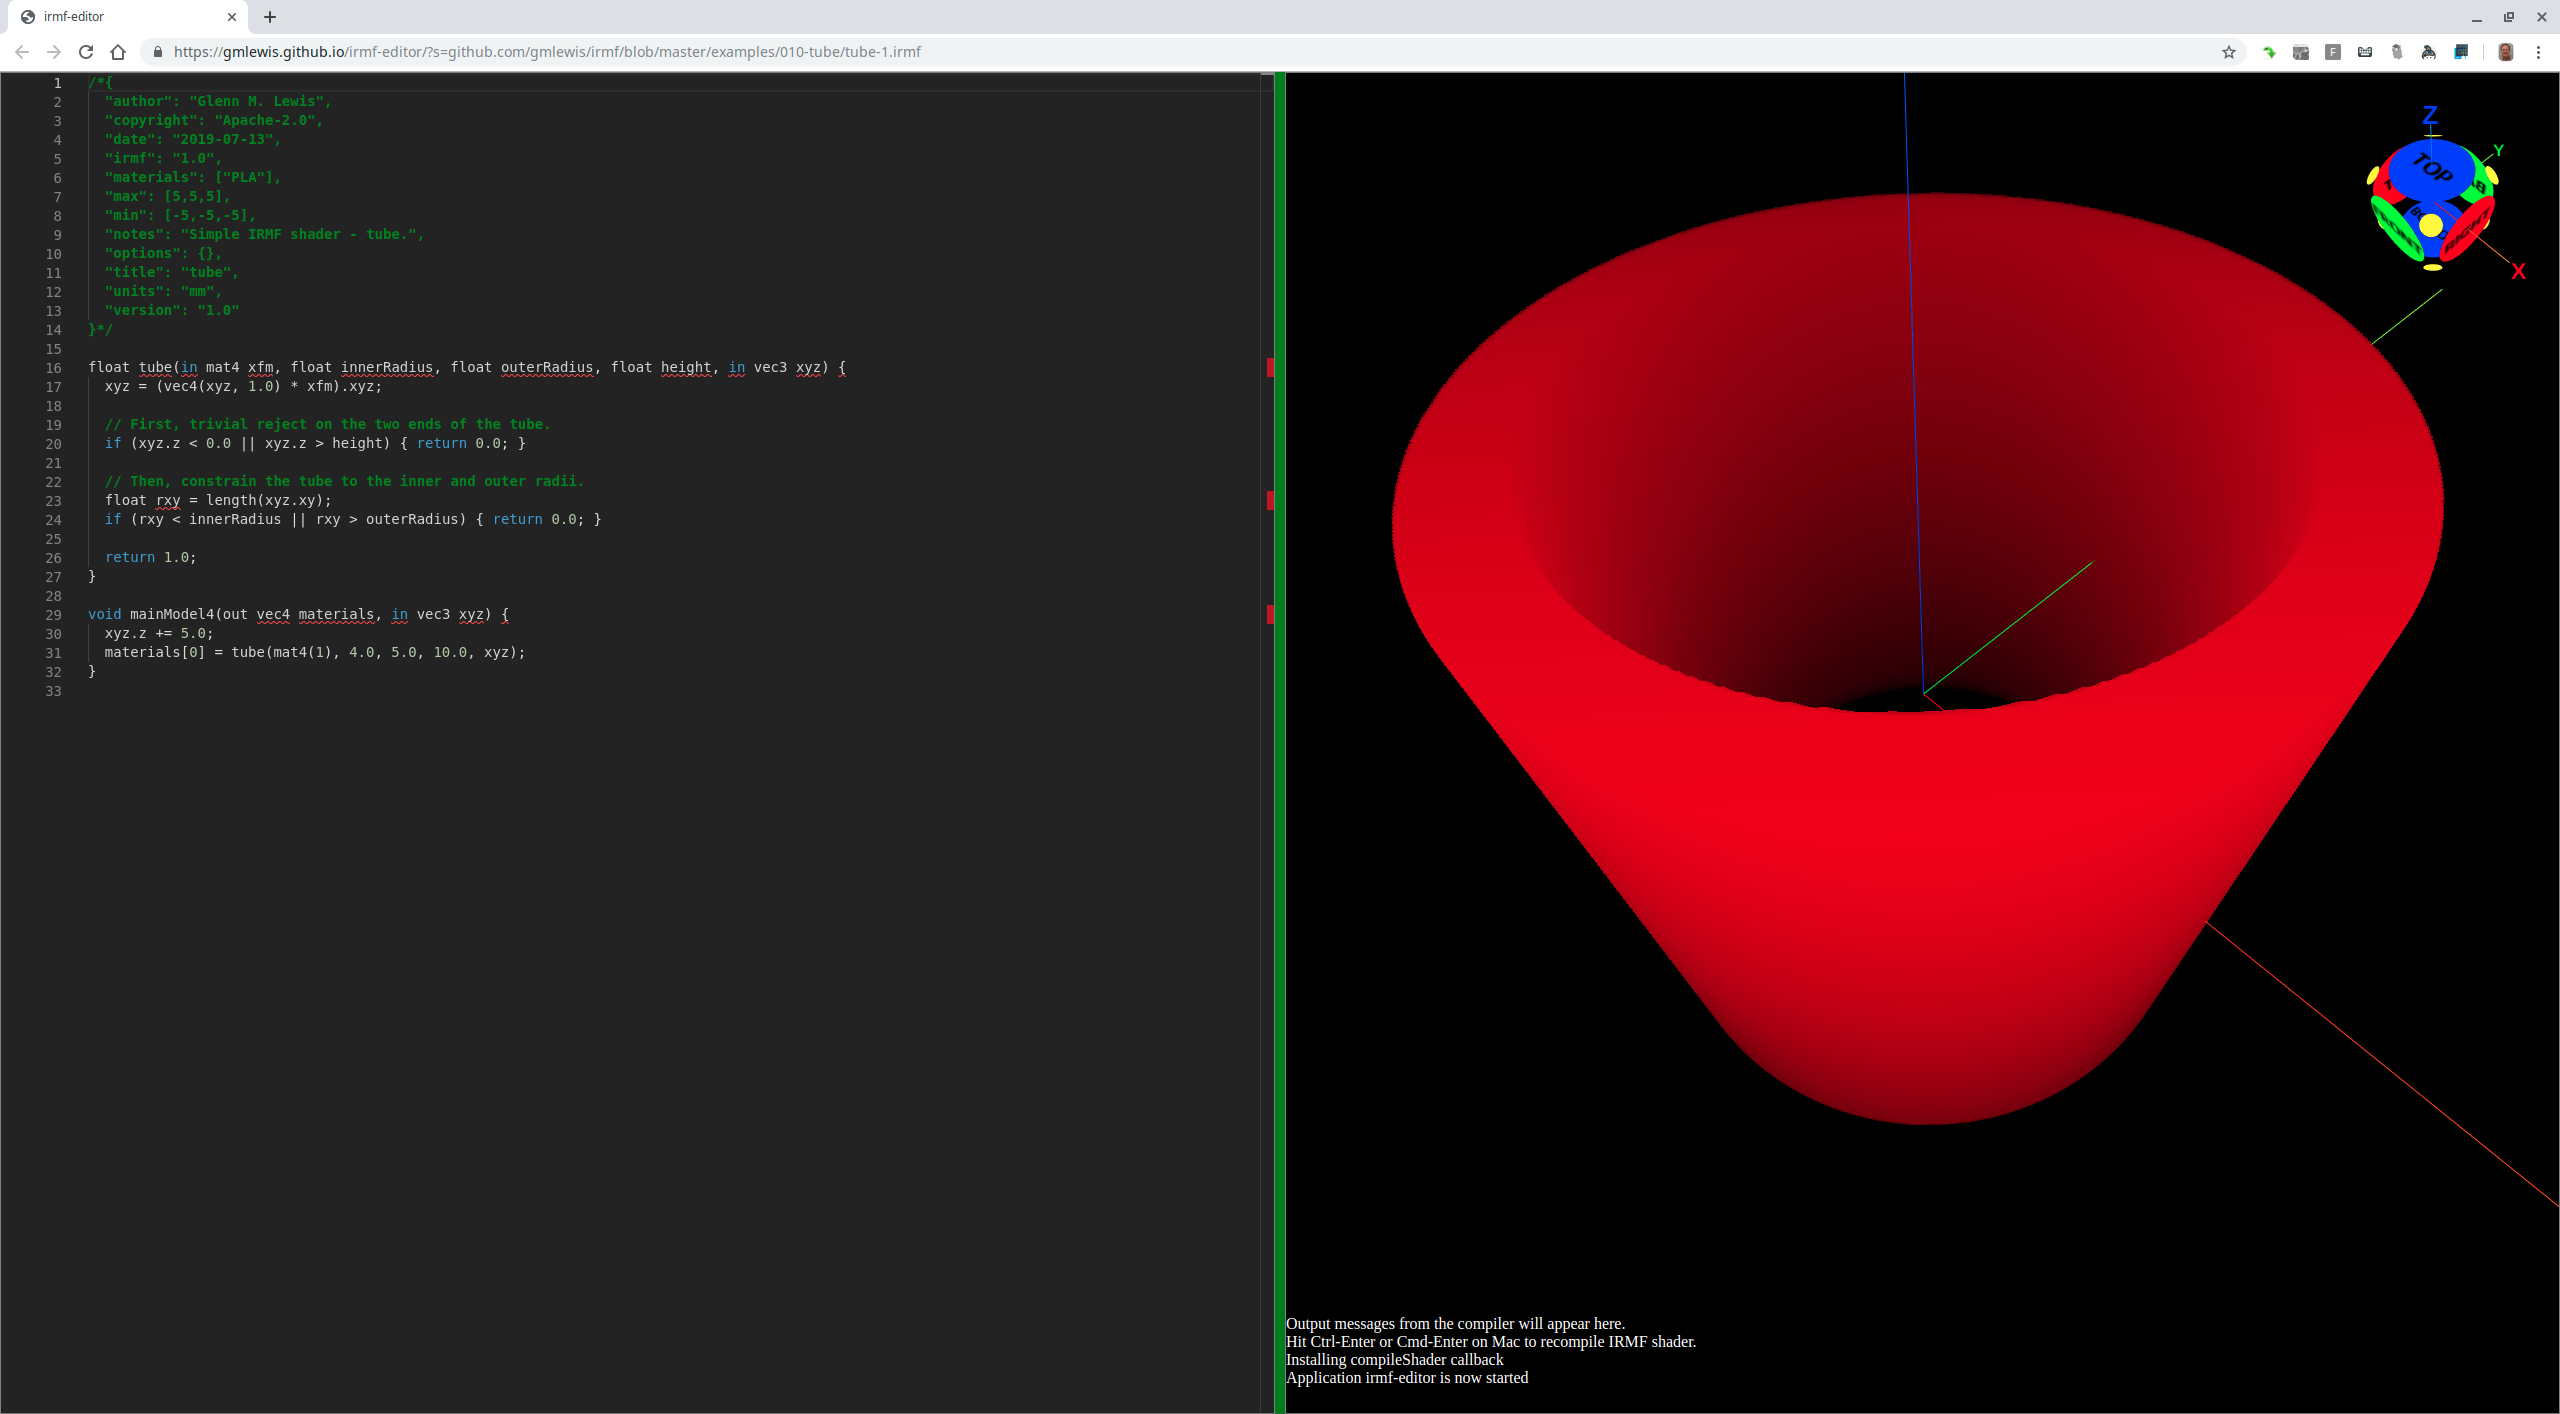 irmf-editor
https://gmlewis.github.io/irmf-editor/?s=github.com/gmlewis/irmf/blob/master/examples/010-tube/tube-1.irmf
F
1 /*{
2   "author": "Glenn M. Lewis",
3   "copyright": "Apache-2.0",
4   "date": "2019-07-13",
5   "irmf": "1.0",
6   "materials": ["PLA"],
7   "max": [5,5,5],
8   "min": [-5,-5,-5],
9   "notes": "Simple IRMF shader - tube.",
10   "options": {},
11   "title": "tube",
12   "units": "mm",
13   "version": "1.0"
14 }*/
15
16 float tube(in mat4 xfm, float innerRadius, float outerRadius, float height, in vec3 xyz) {
17   xyz = (vec4(xyz, 1.0) * xfm).xyz;
18
19   // First, trivial reject on the two ends of the tube.
20   if (xyz.z < 0.0 || xyz.z > height) { return 0.0; }
21
22   // Then, constrain the tube to the inner and outer radii.
23   float rxy = length(xyz.xy);
24   if (rxy < innerRadius || rxy > outerRadius) { return 0.0; }
25
26   return 1.0;
27 }
28
29 void mainModel4(out vec4 materials, in vec3 xyz) {
30   xyz.z += 5.0;
31   materials[0] = tube(mat4(1), 4.0, 5.0, 10.0, xyz);
32 }
33
Z
Y
TOP
X
Output messages from the compiler will appear here.
Hit Ctrl-Enter or Cmd-Enter on Mac to recompile IRMF shader.
Installing compileShader callback
Application irmf-editor is now started